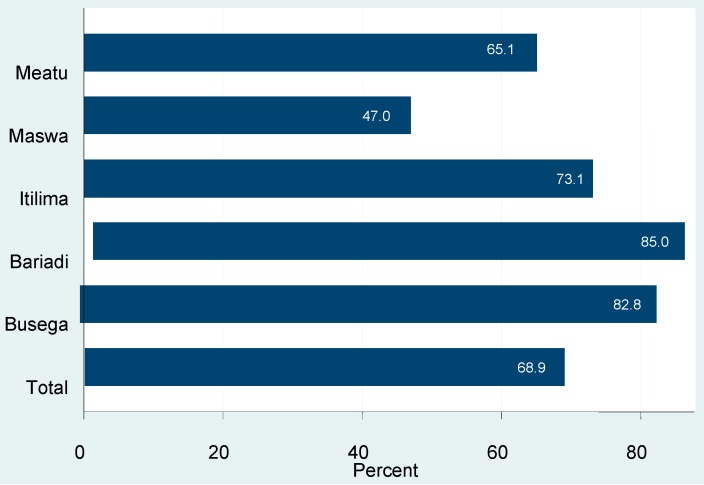 65.1
Meatu
47.0
Maswa
73.1
Itilima
85.0
Bariadi
82.8
Busega
68.9
Total
0 20 40 60 80
Percent